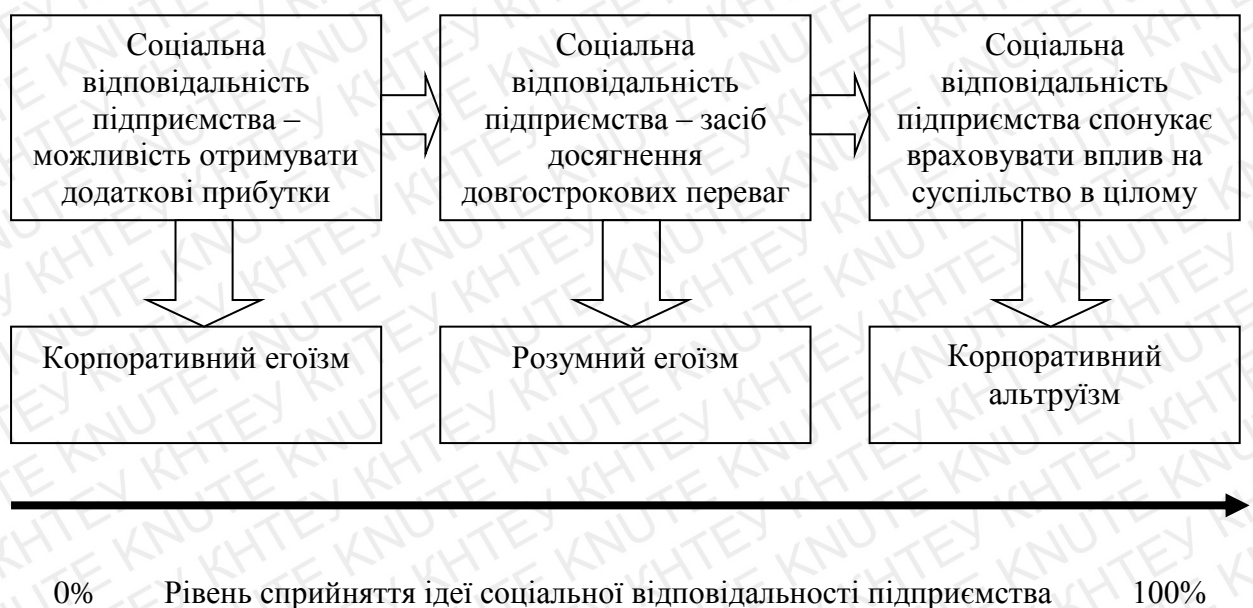 Соціальна
відповідальність
підприємства –
можливість отримувати
додаткові прибутки
Соціальна
відповідальність
підприємства – засіб
досягнення
довгострокових переваг
Соціальна
відповідальність
підприємства спонукає
враховувати вплив на
суспільство в цілому
Корпоративний егоїзм
Розумний егоїзм
Корпоративний
альтруїзм
0% Рівень сприйняття ідеї соціальної відповідальності підприємства 100%